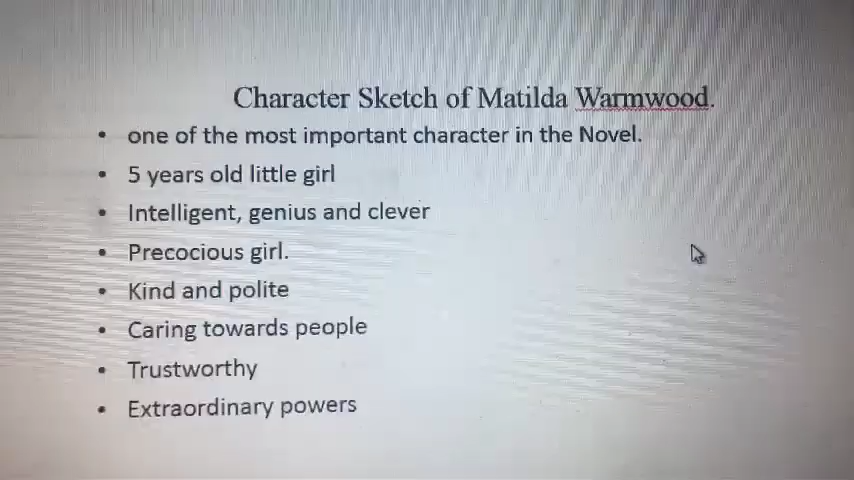 Character Sketch of Matilda Warmwood.
• one of the most important character in the Novel.
• 5 years old little girl
• Intelligent, genius and clever
• Precocious girl.
• Kind and polite
• Caring towards people
• Trustworthy
• Extraordinary powers